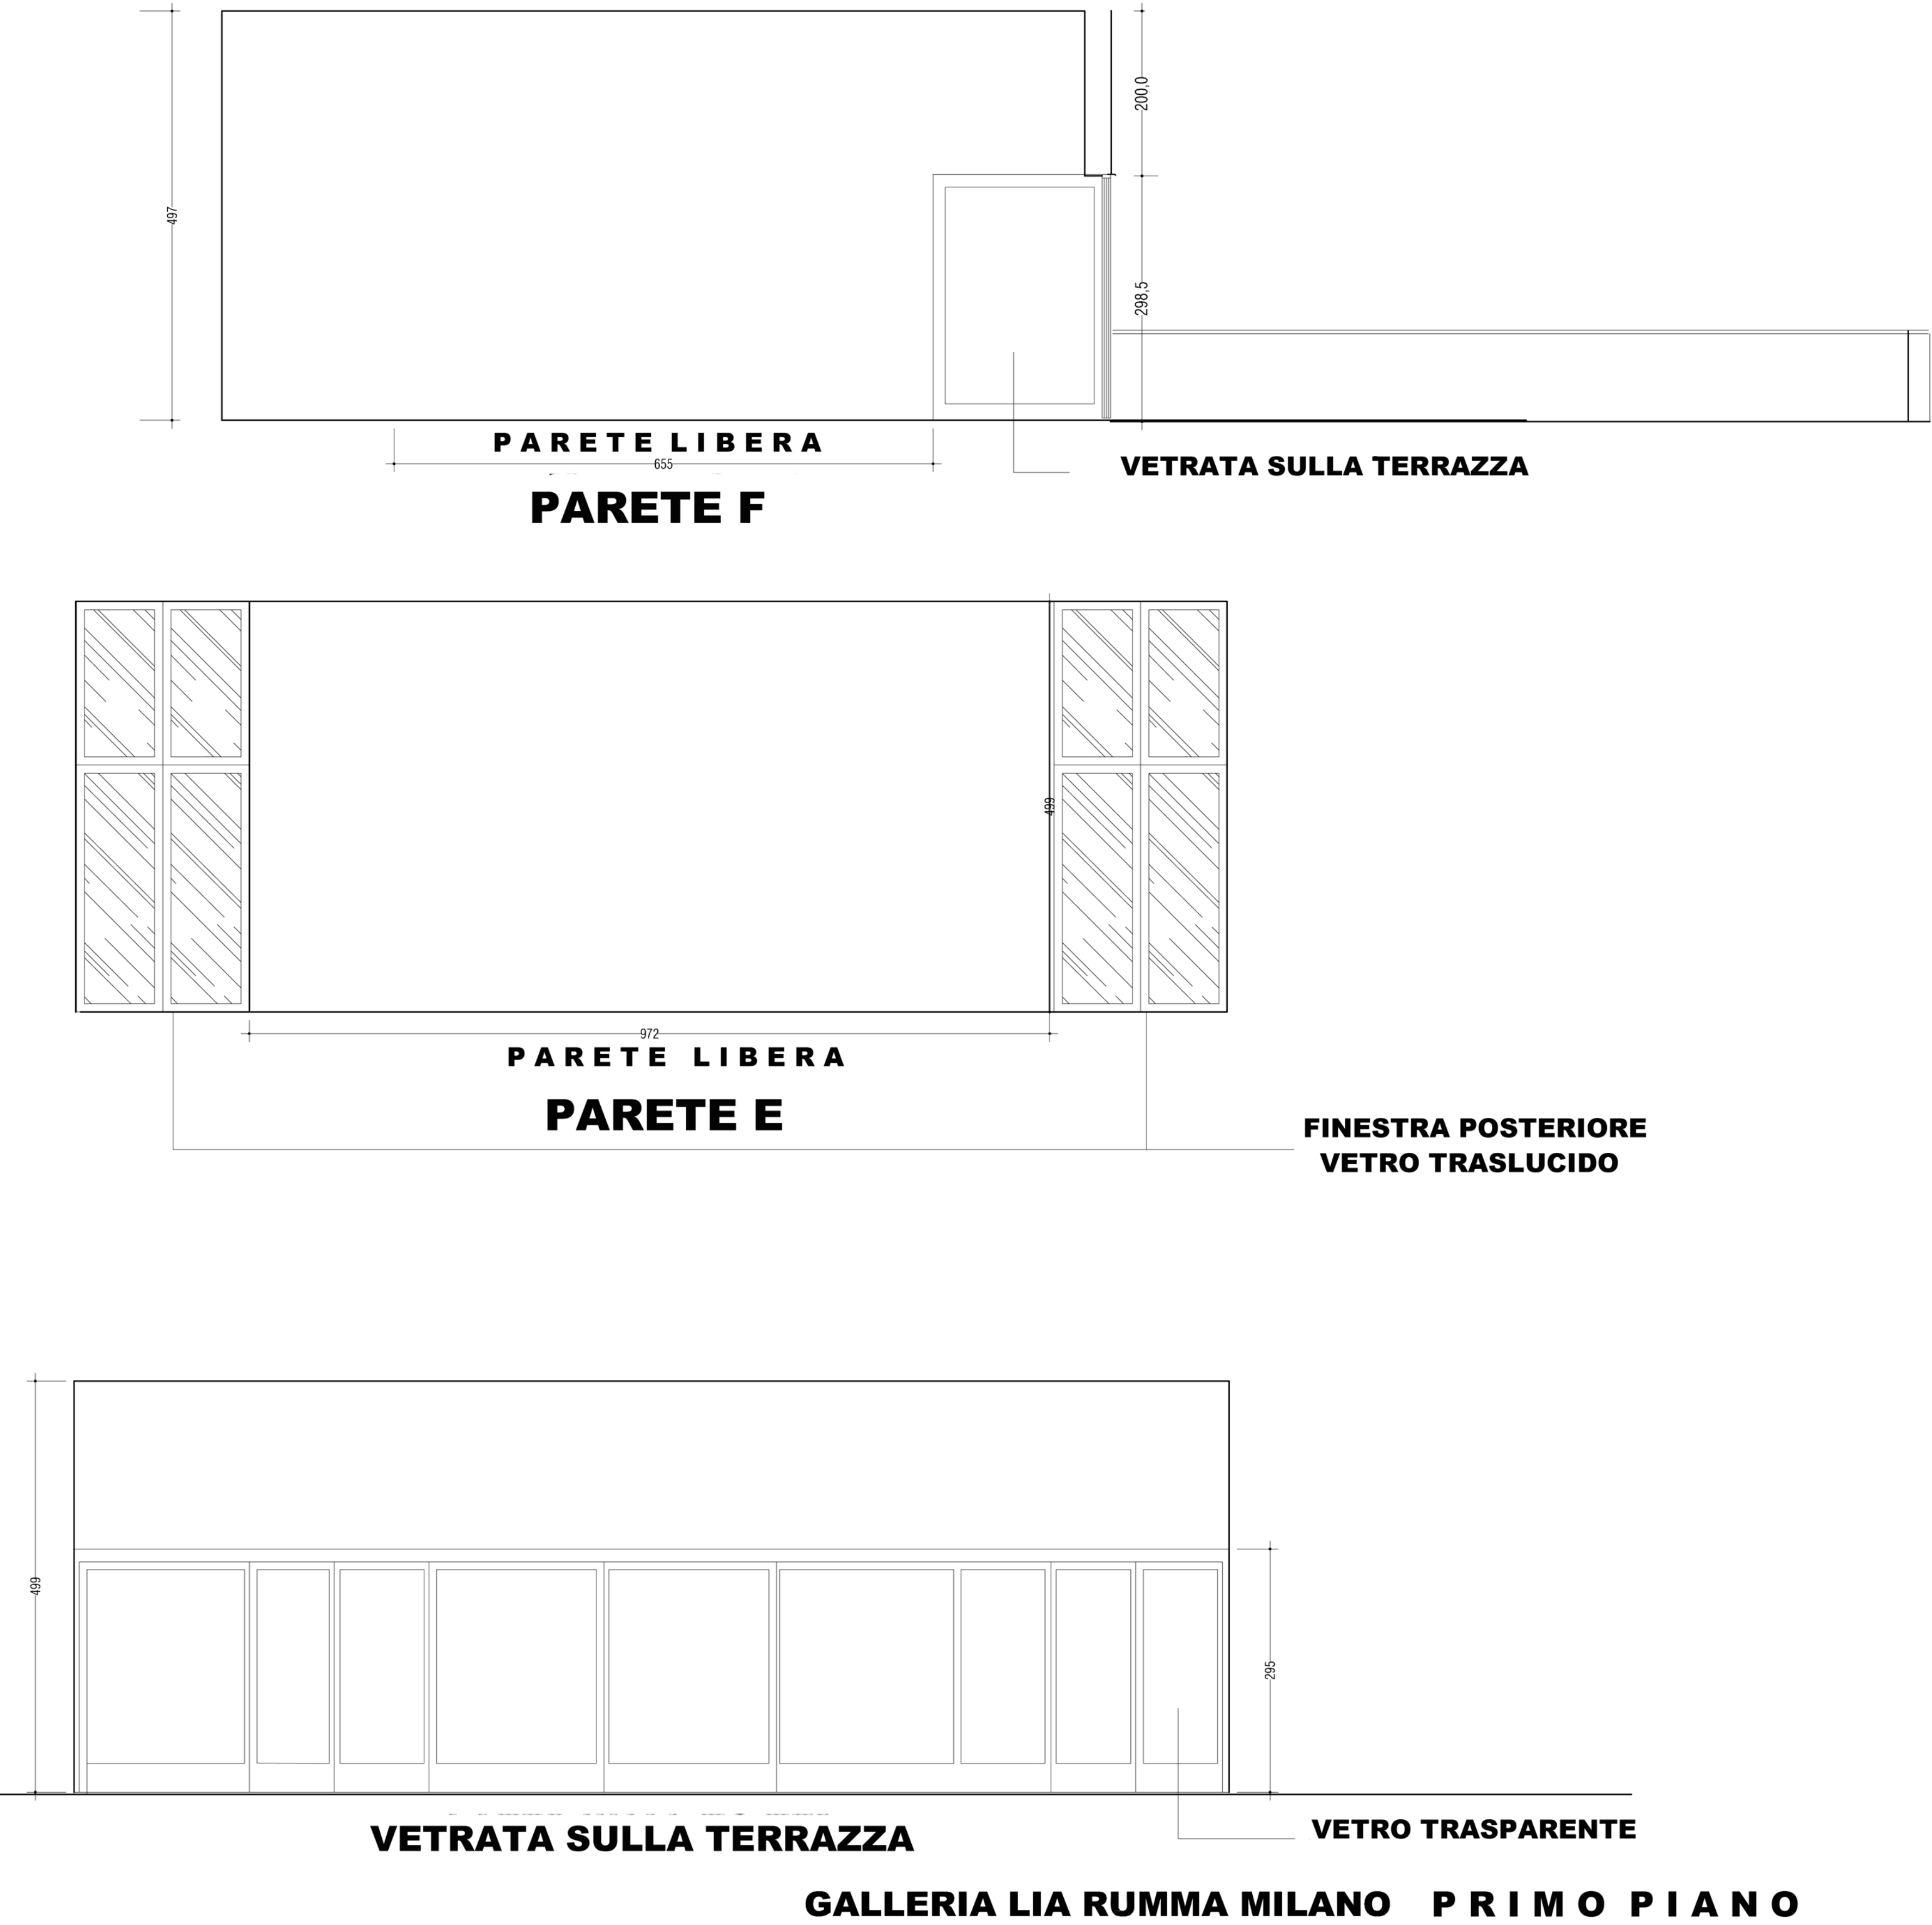 200,0
497
298,5
PARETE LIBERA
655
VETRATA SULLA TERRAZZA
PARETE F
499
972
PARETE LIBERA
PARETE E
FINESTRA POSTERIORE
VETRO TRASLUCIDO
499
295
VETRATA SULLA TERRAZZA
VETRO TRASPARENTE
GALLERIA LIA RUMMA MILANO PRIMO PIANO